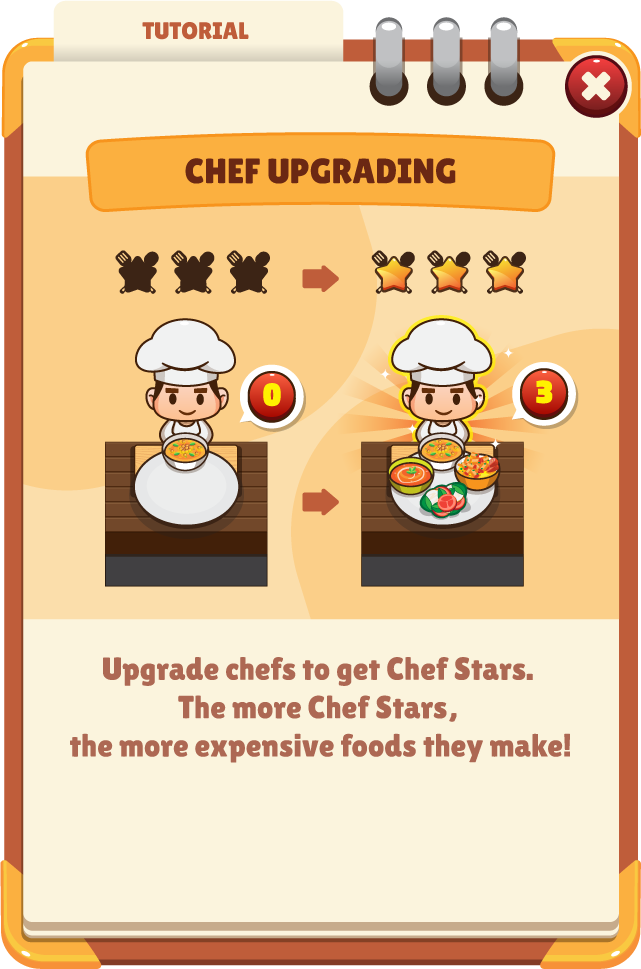 TUTORIAL
CHEF UPGRADING
0
3
Upgrade chefs to get Chef Stars.
The more Chef Stars,
the more expensive foods they make!